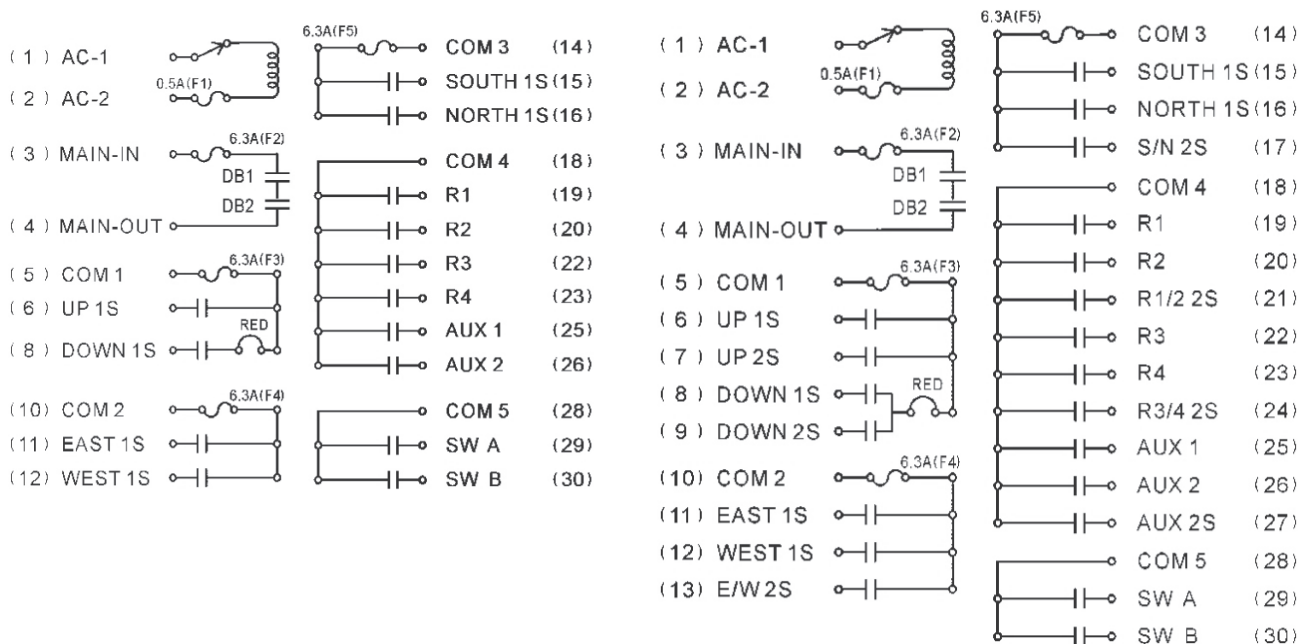 ( 1 ) AC-1
( 2 ) AC-2
0.5A(F1)
( 3 ) MAIN-IN
6.3A(F2)
DB1
DB2
( 4 ) MAIN-OUT
( 5 ) COM 1
6.3A(F3)
( 6 ) UP 1S
RED
( 8 ) DOWN 1S
(10) COM 2
6.3A(F4)
(11) EAST 1S
(12) WEST 1S
6.3A(F5)
COM 3 (14)
SOUTH 1S (15)
NORTH 1S (16)
COM 4 (18)
R1 (19)
R2 (20)
R3 (22)
R4 (23)
AUX 1 (25)
AUX 2 (26)
COM 5 (28)
SW A (29)
SW B (30)
( 1 ) AC-1
( 2 ) AC-2
0.5A(F1)
( 3 ) MAIN-IN
6.3A(F2)
DB1
DB2
( 4 ) MAIN-OUT
( 5 ) COM 1
6.3A(F3)
( 6 ) UP 1S
( 7 ) UP 2S
( 8 ) DOWN 1S
RED
( 9 ) DOWN 2S
(10) COM 2
6.3A(F4)
(11) EAST 1S
(12) WEST 1S
(13) E/W 2S
6.3A(F5)
COM 3 (14)
SOUTH 1S (15)
NORTH 1S (16)
S/N 2S (17)
COM 4 (18)
R1 (19)
R2 (20)
R1/2 2S (21)
R3 (22)
R4 (23)
R3/4 2S (24)
AUX 1 (25)
AUX 2 (26)
AUX 2S (27)
COM 5 (28)
SW A (29)
SW B (30)